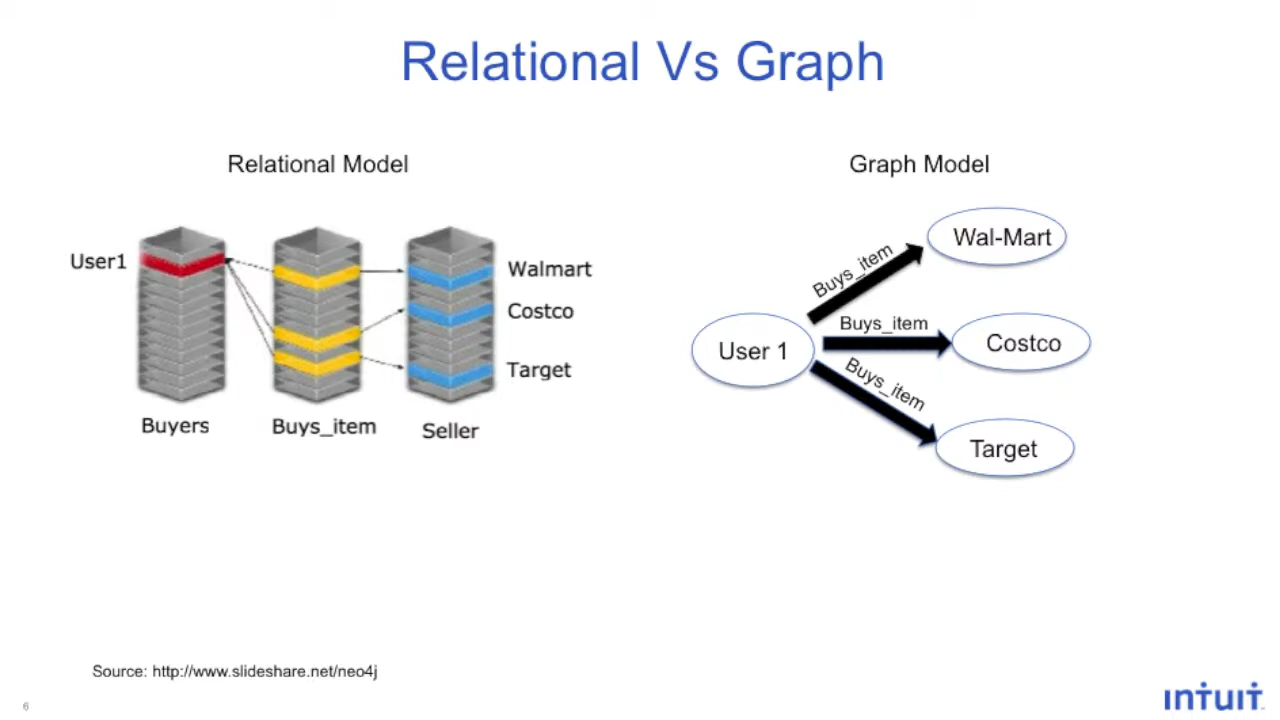 Relational Vs Graph
Relational Model
User1
Walmart
Costco
Target
Buyers
Buys_item
Seller
Graph Model
User 1
Buys_item
Wal-Mart
Buys_item
Costco
Buys_item
Target
Source: http://www.slideshare.net/neo4j
6
intuit